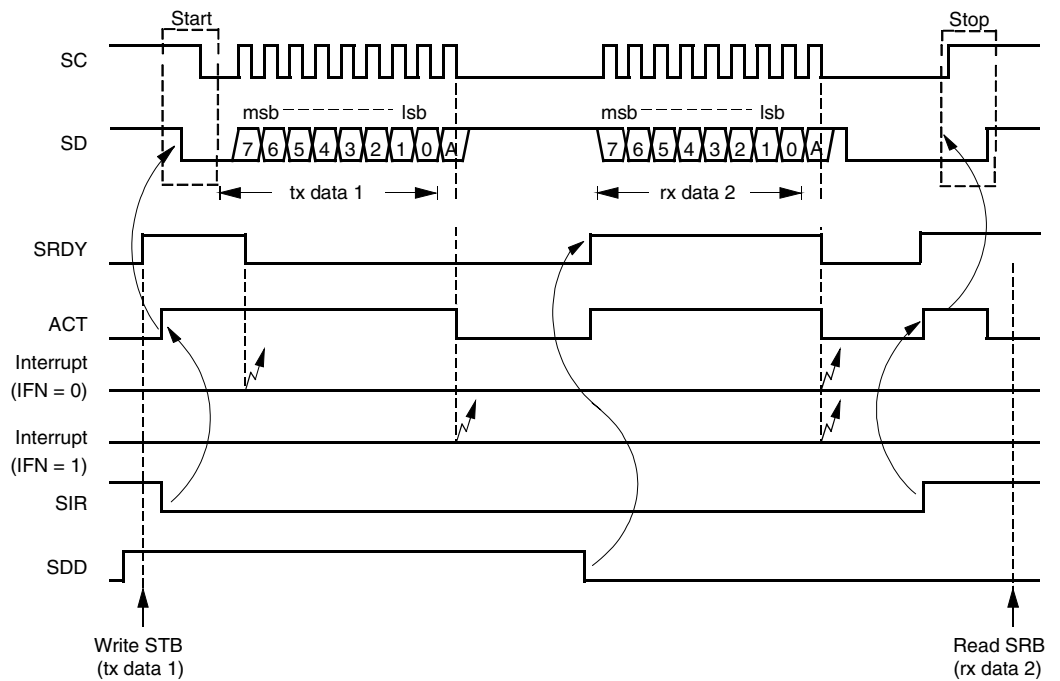 Start
Stop
SC
msb lsb
msb lsb
SD
7 6 5 4 3 2 1 0 A
7 6 5 4 3 2 1 0 A
tx data 1
rx data 2
SRDY
ACT
Interrupt
(IFN = 0)
Interrupt
(IFN = 1)
SIR
SDD
Write STB
(tx data 1)
Read SRB
(rx data 2)